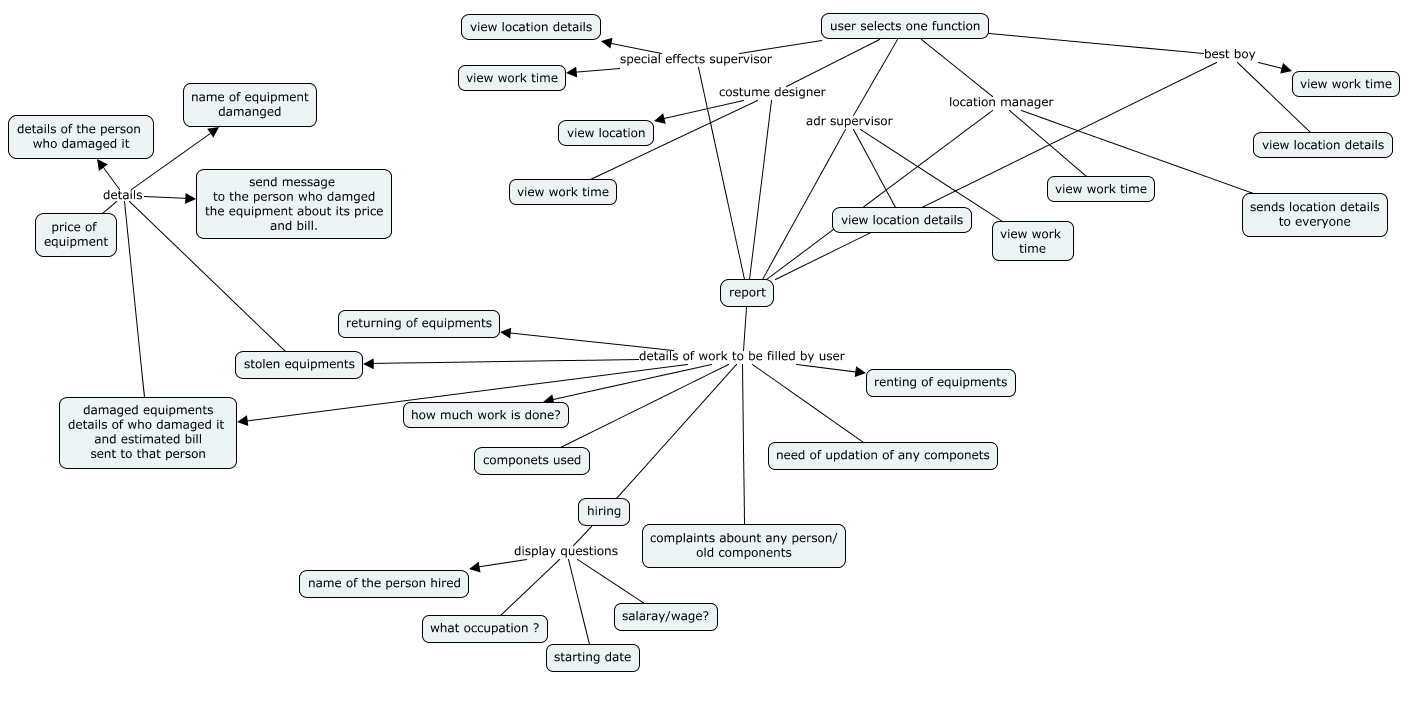 view location details
user selects one function
special effects supervisor
best boy
view work time
view work time
costume designer
name of equipment
damanged
location manager
adr supervisor
details of the person
who damaged it
view location
view location details
send message
to the person who damged
the equipment about its price
and bill.
details
view work time
view work time
sends location details
to everyone
price of
equipment
view location details
view work
time
report
returning of equipments
details of work to be filled by user
stolen equipments
renting of equipments
damaged equipments
details of who damaged it
and estimated bill
sent to that person
how much work is done?
componets used
need of updation of any componets
hiring
complaints abount any person/
old components
display questions
name of the person hired
salaray/wage?
what occupation ?
starting date